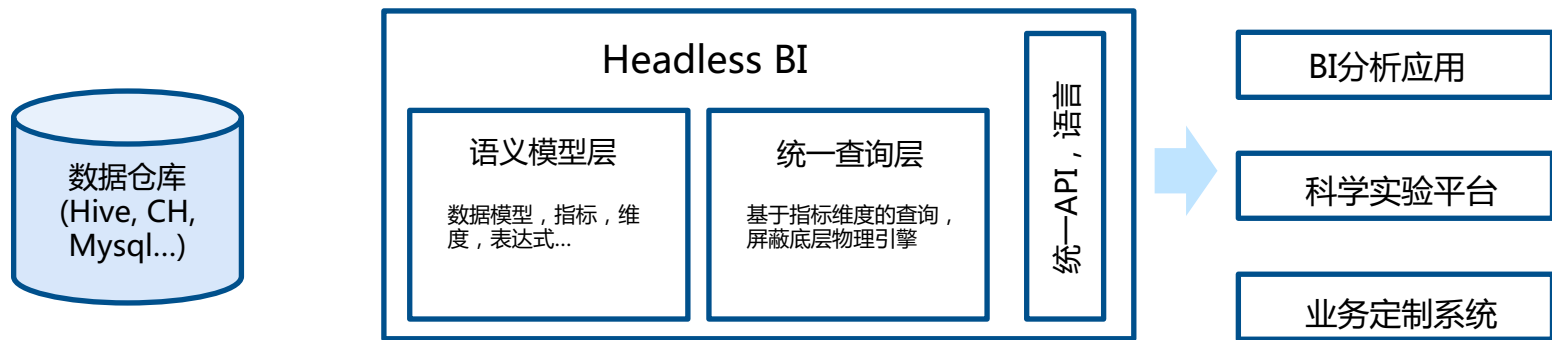 数据仓库
(Hive, CH,
Mysql...)
Headless BI
语义模型层
数据模型，指标，维
度，表达式...
统一查询层
基于指标维度的查询，
屏蔽底层物理引擎
统一API，语言
BI分析应用
科学实验平台
业务定制系统